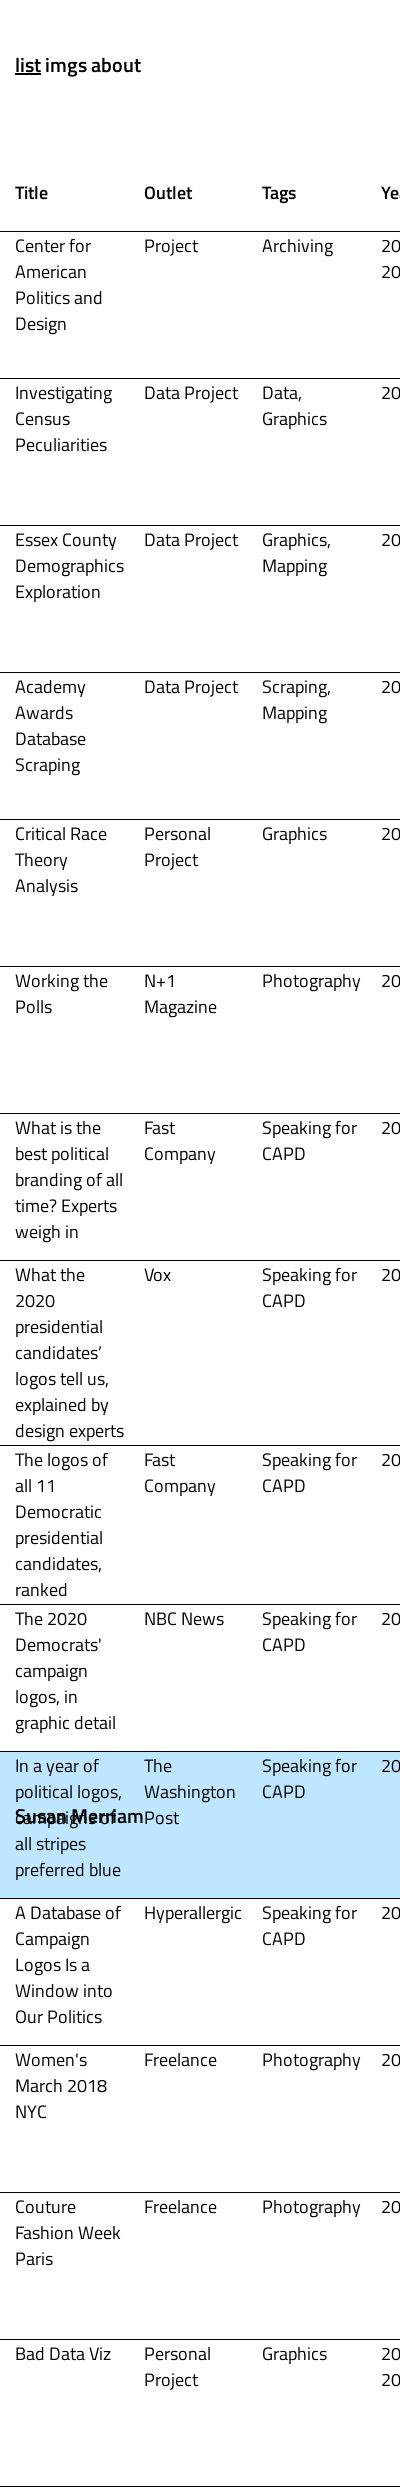 list imgs about
Title Outlet Tags
Center for Project Archiving 20
American 20
Politics and
Design
Investigating Data Project Data, 20
Census Graphics
Peculiarities
Essex County Data Project Graphics, 20
Demographics Mapping
Exploration
Academy Data Project Scraping, 20
Awards Mapping
Database
Scraping
Critical Race Personal Graphics 20
Theory Project
Analysis
Working the N+1 Photography 20
Polls Magazine
What is the Fast Speaking for 20
best political Company CAPD
branding of all
time? Experts
weigh in
What the Vox Speaking for 20
2020 CAPD
presidential
candidates’
logos tell us,
explained by
design experts
The logos of Fast Speaking for 20
all 11 Company CAPD
Democratic
presidential
candidates,
ranked
The 2020 NBC News Speaking for 20
Democrats' CAPD
campaign
logos, in
graphic detail
In a year of The Speaking for 20
political logos, Washington CAPD
campaigns of Post
Susan Merriam
all stripes
preferred blue
A Database of Hyperallergic Speaking for 20
Campaign CAPD
Logos Is a
Window into
Our Politics
Women's Freelance Photography 20
March 2018
NYC
Couture Freelance Photography 20
Fashion Week
Paris
Bad Data Viz Personal Graphics 20
Project 20